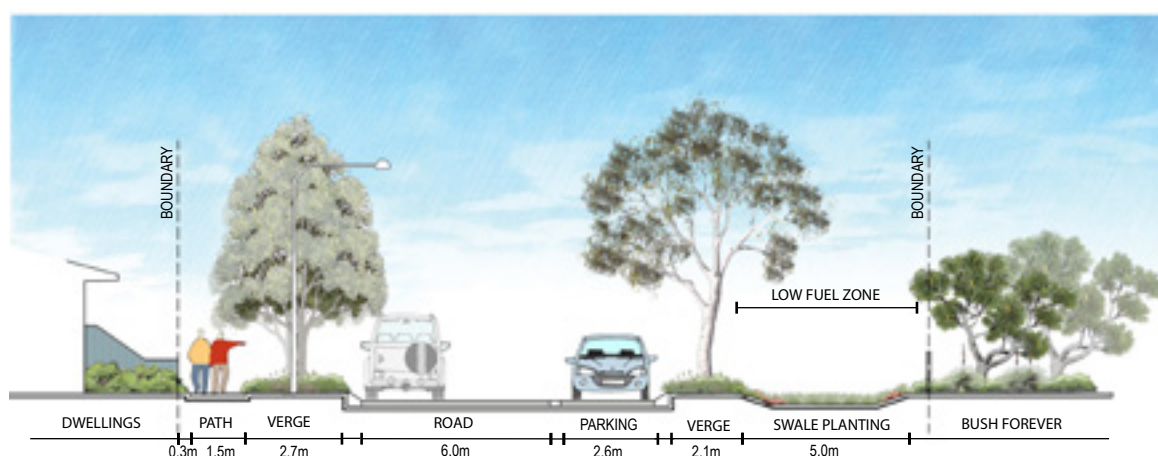 BOUNDARY
BOUNDARY
LOW FUEL ZONE
DWELLINGS PATH VERGE ROAD PARKING VERGE SWALE PLANTING BUSH FOREVER
0.3m 1.5m 2.7m 6.0m 2.6m 2.1m 5.0m